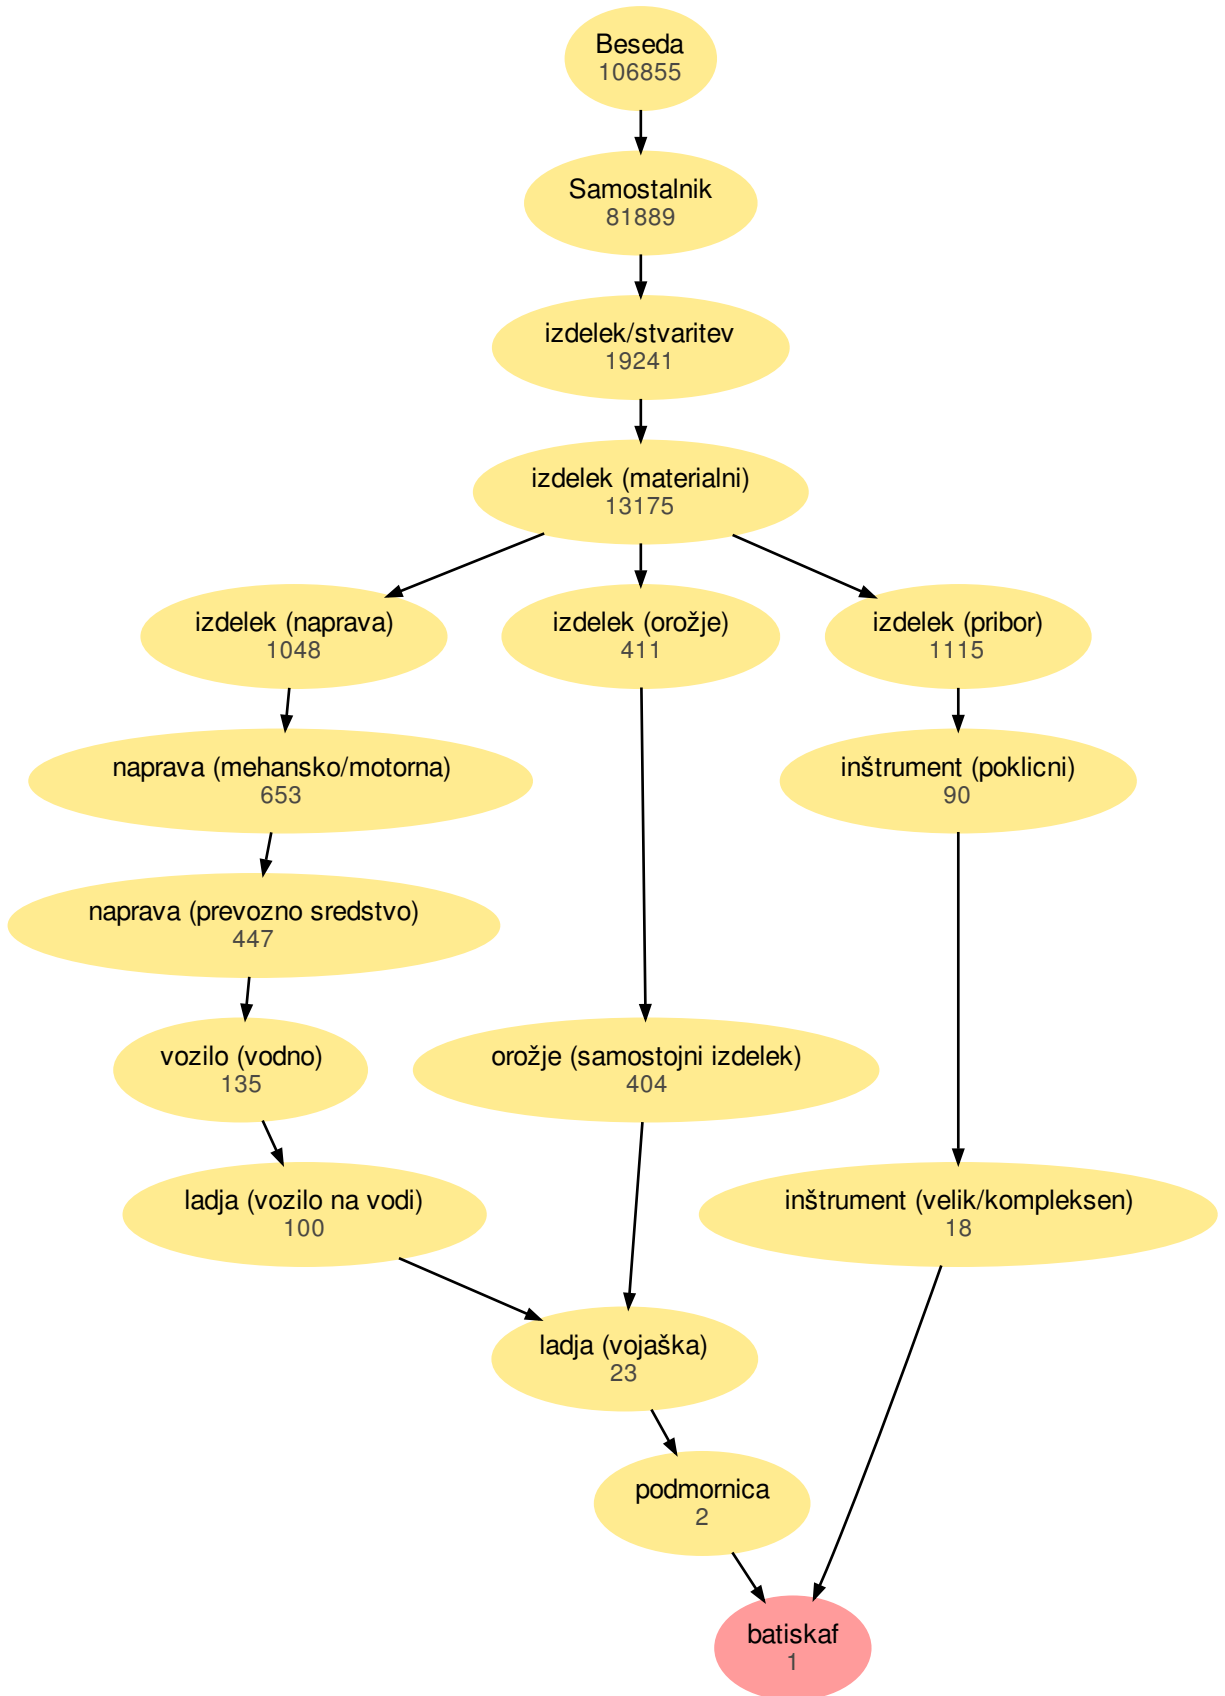 Beseda
106855
Samostalnik
81889
izdelek/stvaritev
19241
izdelek (materialni)
13175
izdelek (naprava)
1048
izdelek (orožje)
411
izdelek (pribor)
1115
naprava (mehansko/motorna)
653
inštrument (poklicni)
90
naprava (prevozno sredstvo)
447
vozilo (vodno)
135
orožje (samostojni izdelek)
404
ladja (vozilo na vodi)
100
inštrument (velik/kompleksen)
18
ladja (vojaška)
23
podmornica
2
batiskaf
1